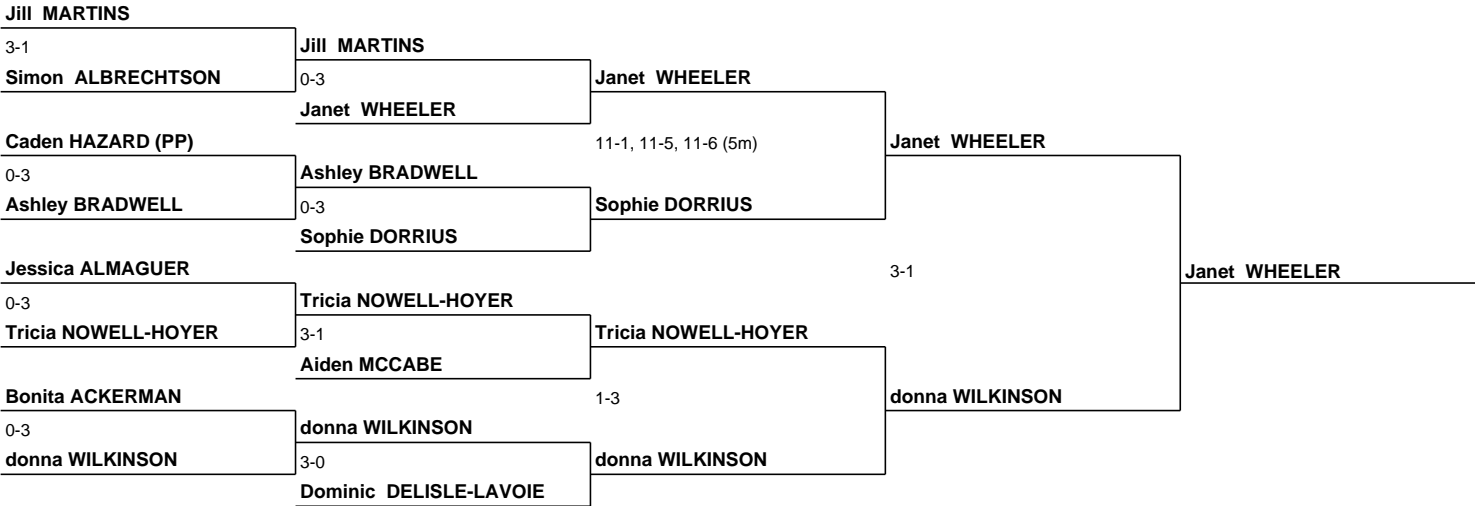 Jill  MARTINS
3-1
Jill  MARTINS
Simon  ALBRECHTSON
0-3
Janet  WHEELER
Janet  WHEELER
Caden HAZARD (PP)
11-1, 11-5, 11-6 (5m)
Janet  WHEELER
0-3
Ashley BRADWELL
Ashley BRADWELL
0-3
Sophie DORRIUS
Sophie DORRIUS
Jessica ALMAGUER
3-1
Janet  WHEELER
0-3
Tricia NOWELL-HOYER
Tricia NOWELL-HOYER
3-1
Tricia NOWELL-HOYER
Aiden MCCABE
Bonita ACKERMAN
1-3
donna WILKINSON
0-3
donna WILKINSON
donna WILKINSON
3-0
donna WILKINSON
Dominic  DELISLE-LAVOIE